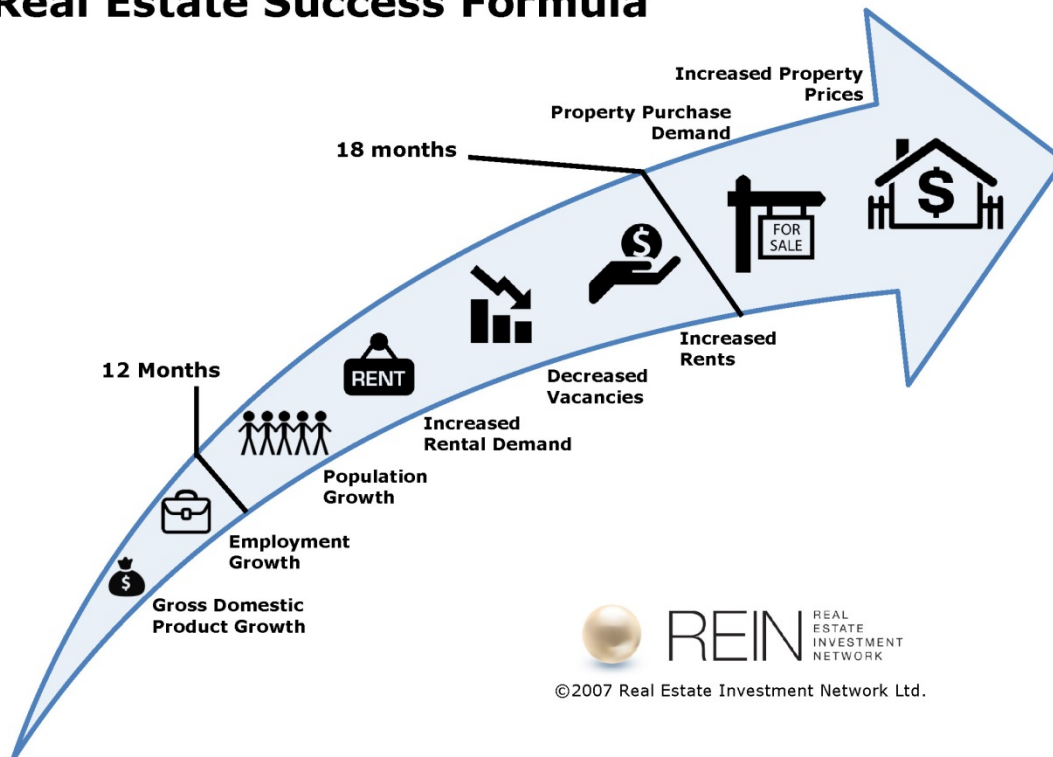 Real Estate Success Formula
Increased Property
Prices
Property Purchase
Demand
18 months
$
$
FOR
SALE
Increased
Rents
12 Months
RENT
Decreased
Vacancies
Increased
Rental Demand
Population
Growth
Employment
Growth
$
Gross Domestic
Product Growth
REIN
REAL
ESTATE
INVESTMENT
NETWORK
©2007 Real Estate Investment Network Ltd.